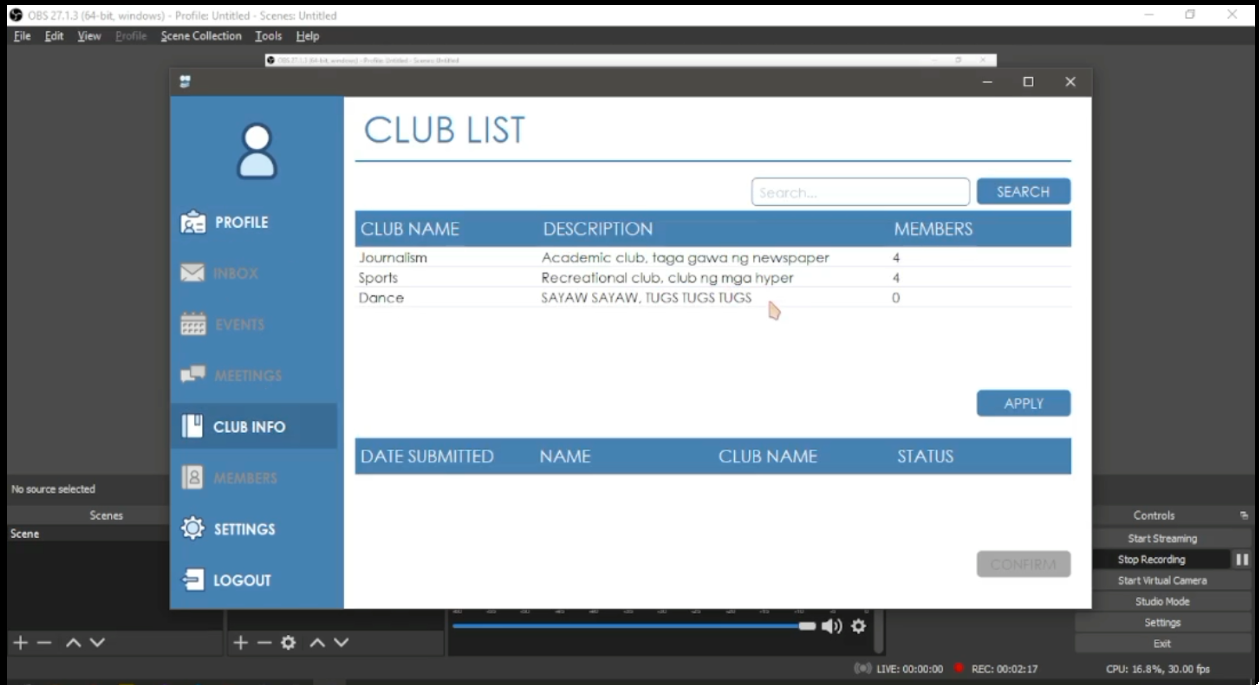 OBS 27.1.3 (64-bit, windows) - Profile: Untitled - Scenes: Untitled
File Edit View Profile Scene Collection Tools Help
OBS 27.1.3 (64-bit, windows) - Profile: Untitled - Scenes: Untitled
CLUB LIST
Search... SEARCH
PROFILE
INBOX
EVENTS
MEETINGS
CLUB INFO
MEMBERS
SETTINGS
LOGOUT
CLUB NAME DESCRIPTION MEMBERS
Journalism Academic club, taga gawa ng newspaper 4
Sports Recreational club, club ng mga hyper 4
Dance SAYAW SAYAW, TUGS TUGS TUGS 0
APPLY
DATE SUBMITTED NAME CLUB NAME STATUS
CONFIRM
No source selected
Scenes
Scene
Controls
Start Streaming
Stop Recording
Start Virtual Camera
Studio Mode
Settings
Exit
LIVE: 00:00:00 REC: 00:02:17 CPU: 16.8%, 30.00 fps